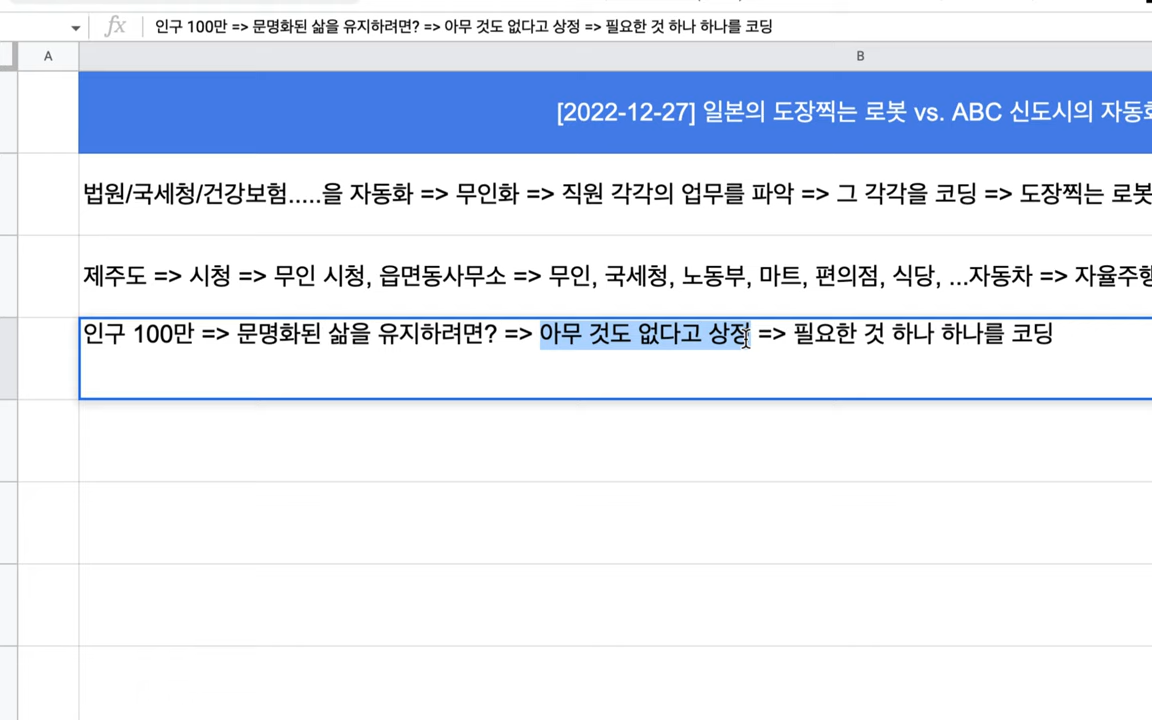 fx 인구 100만 => 문명화된 삶을 유지하려면? => 아무 것도 없다고 상정 => 필요한 것 하나 하나를 코딩
A B
[2022-12-27] 일본의 도장찍는 로봇 vs. ABC 신도시의 자동화
법원/국세청/건강보험.....을 자동화 => 무인화 => 직원 각각의 업무를 파악 => 그 각각을 코딩 => 도장찍는 로봇
제주도 => 시청 => 무인 시청, 읍면동사무소 => 무인, 국세청, 노동부, 마트, 편의점, 식당, ...자동차 => 자율주행
인구 100만 => 문명화된 삶을 유지하려면? => 아무 것도 없다고 상정 => 필요한 것 하나 하나를 코딩